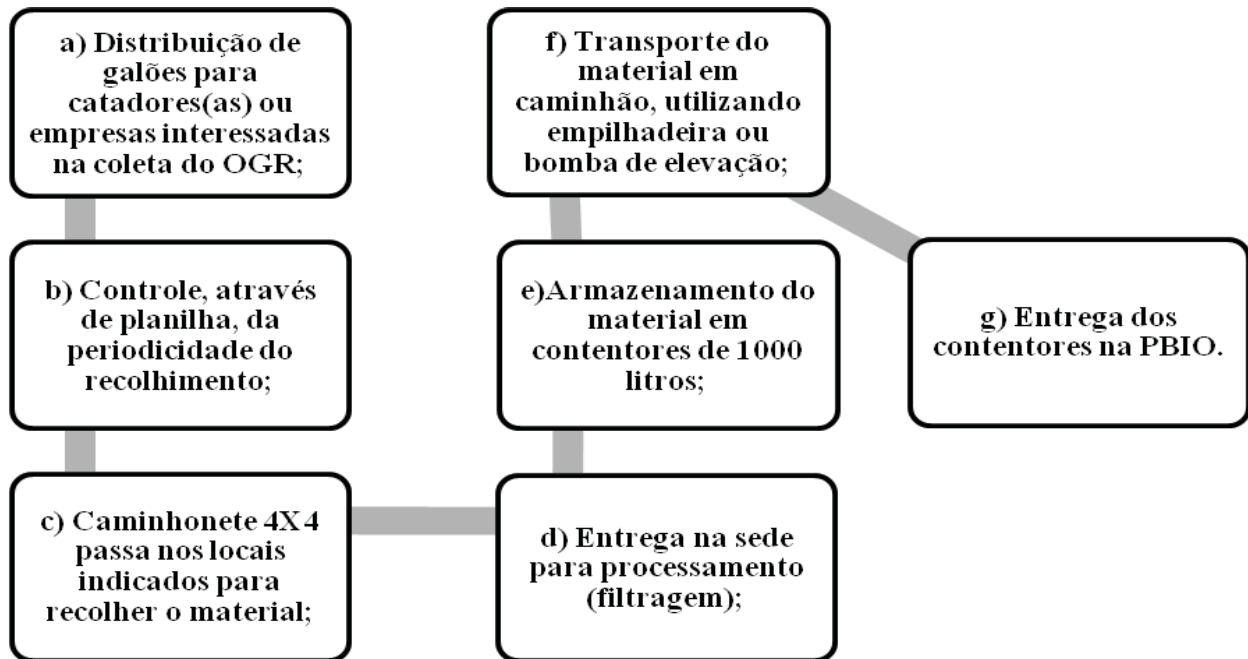 a) Distribuição de
galões para
catadores(as) ou
empresas interessadas
na coleta do OGR;
b) Controle, através
de planilha, da
periodicidade do
recolhimento;
c) Caminhonete 4X4
passa nos locais
indicados para
recolher o material;
d) Entrega na sede
para processamento
(filtragem);
e)Armazenamento do
material em
contentores de 1000
litros;
f) Transporte do
material em
caminhão, utilizando
empilhadeira ou
bomba de elevação;
g) Entrega dos
contentores na PBIO.